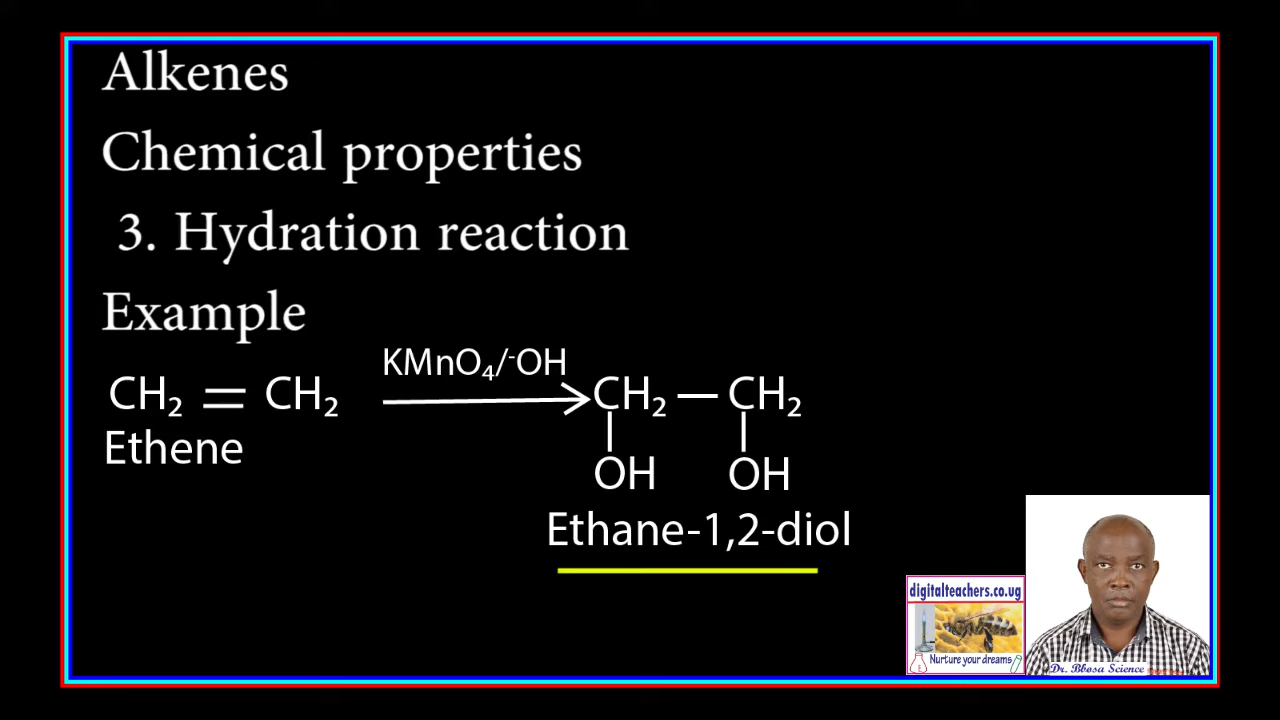 Alkenes
Chemical properties
3. Hydration reaction
Example
KMnO₄/⁻OH
CH₂ = CH₂ CH₂ — CH₂
Ethene
OH OH
Ethane-1,2-diol
digitalteachers.co.ug
Nurture your dreams
Dr. Bbosa Science